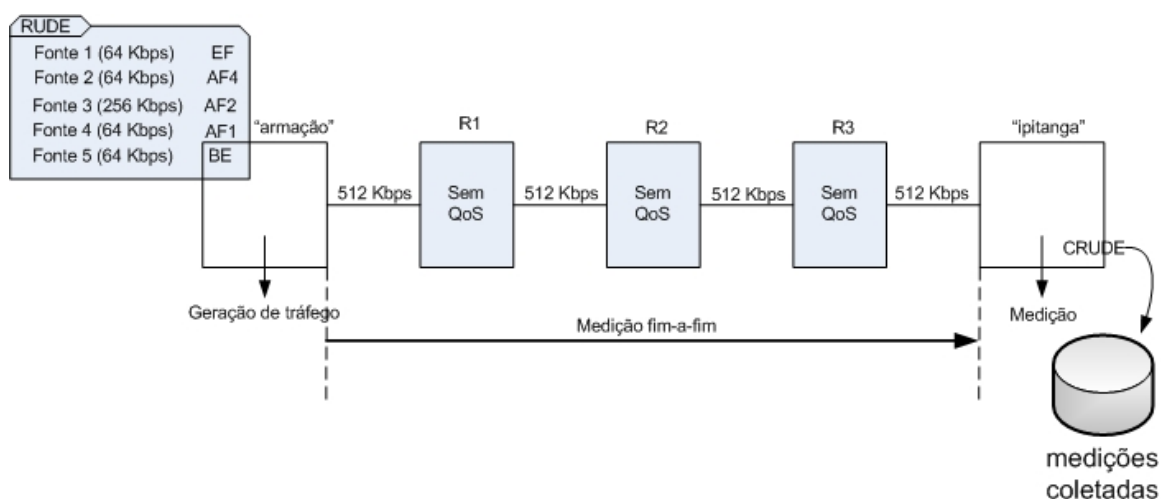 RUDE
Fonte 1 (64 Kbps) EF
Fonte 2 (64 Kbps) AF4
Fonte 3 (256 Kbps) AF2
Fonte 4 (64 Kbps) AF1
Fonte 5 (64 Kbps) BE
"armação"
R1
R2
R3
"ipitanga"
512 Kbps
Sem
QoS
512 Kbps
Sem
QoS
512 Kbps
Sem
QoS
512 Kbps
CRUDE
Geração de tráfego
Medição fim-a-fim
Medição
medições
coletadas